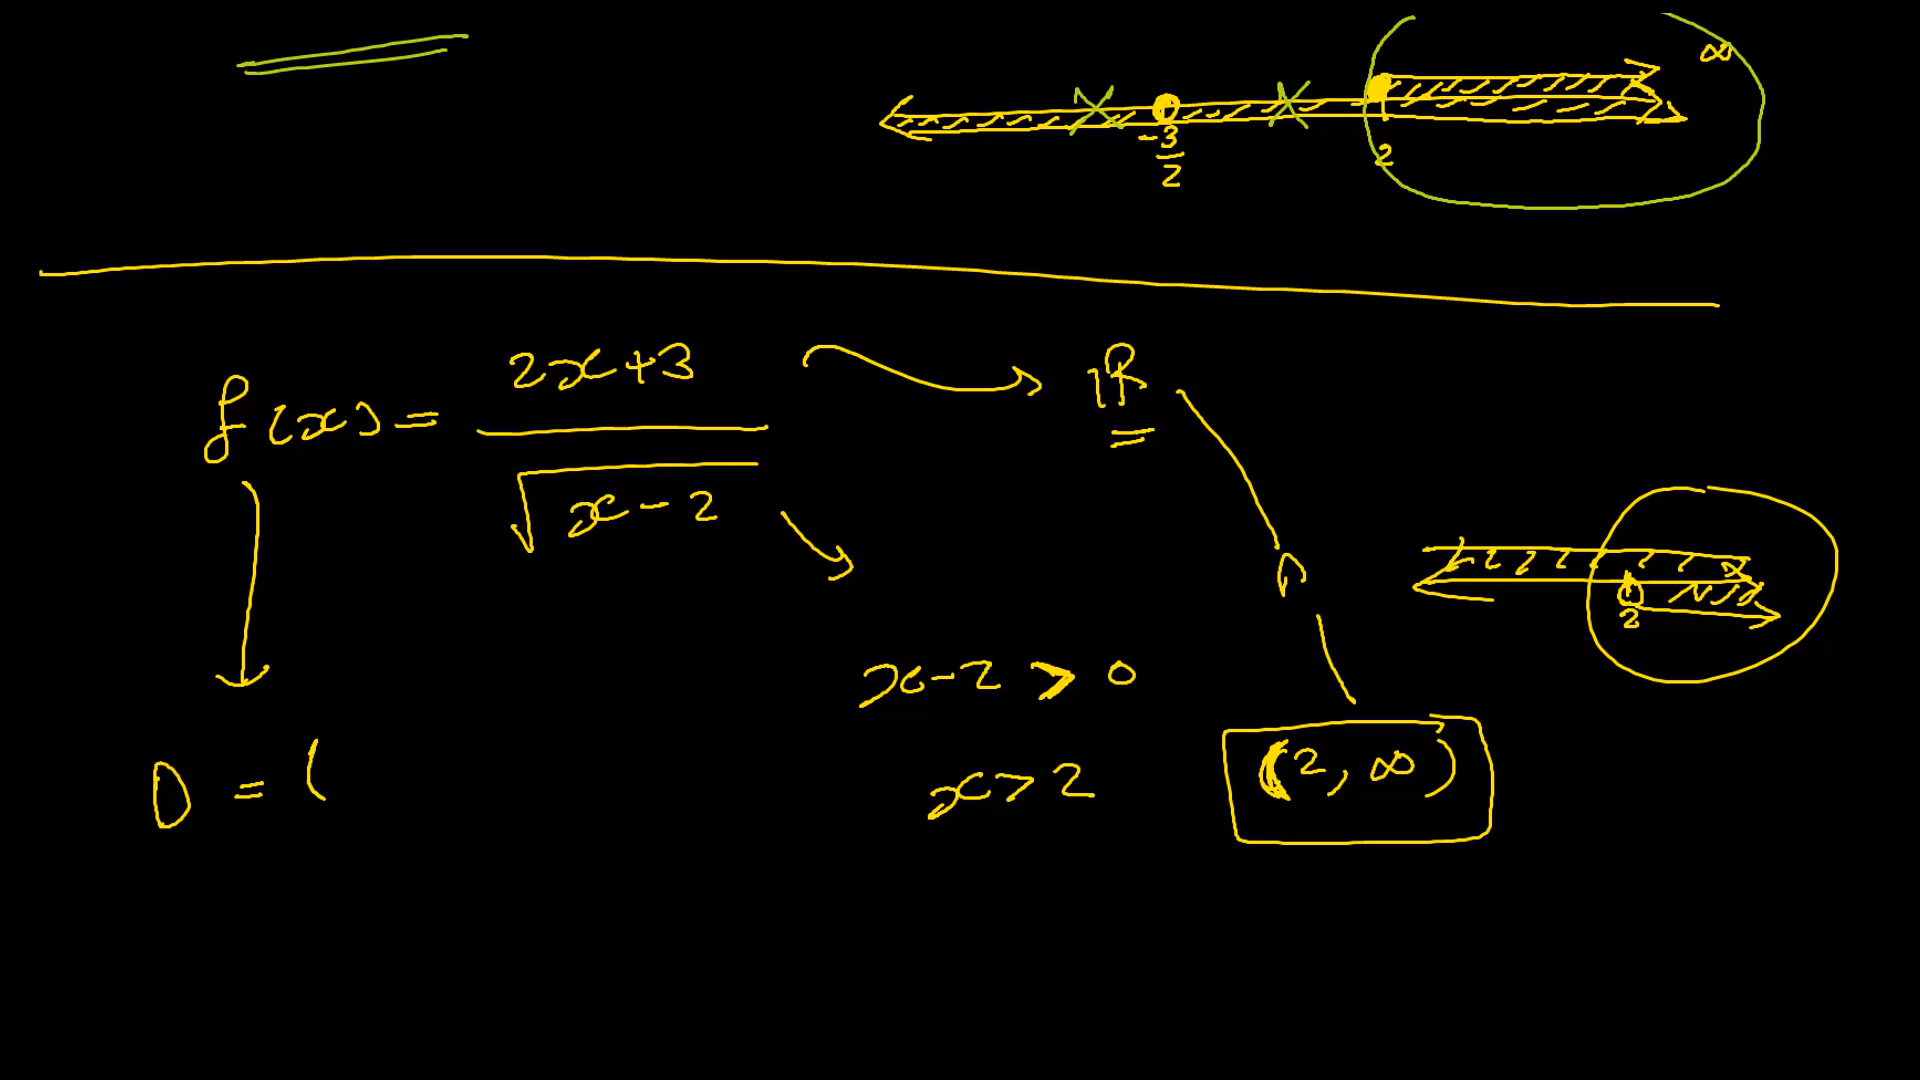 ∞
-3/2
2
f(x) = 2x+3 / √x-2
ℝ
∩
2
x-2 > 0
x > 2
(2, ∞)
D = (